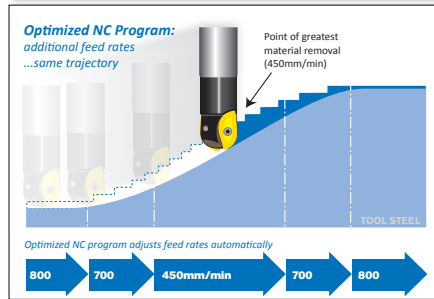 Optimized NC Program:
additional feed rates
...same trajectory
Point of greatest
material removal
(450mm/min)
TOOL STEEL
Optimized NC program adjusts feed rates automatically
800 700 450mm/min 700 800